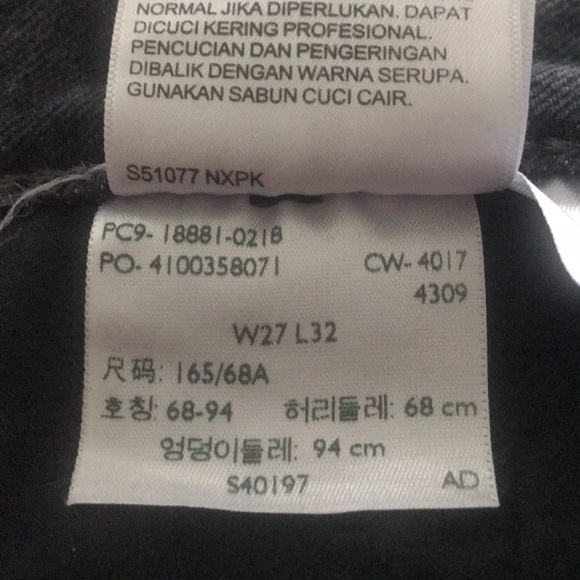 NORMAL JIKA DIPERLUKAN. DAPAT
DICUCI KERING PROFESIONAL.
PENCUCIAN DAN PENGERINGAN
DIBALIK DENGAN WARNA SERUPA.
GUNAKAN SABUN CUCI CAIR.
S51077 NXPK
PC9- 18881-0218
PO- 4100358071 CW- 4017
4309
W27 L32
尺码: 165/68A
호칭: 68-94 허리둘레: 68 cm
엉덩이둘레: 94 cm
S40197 AD